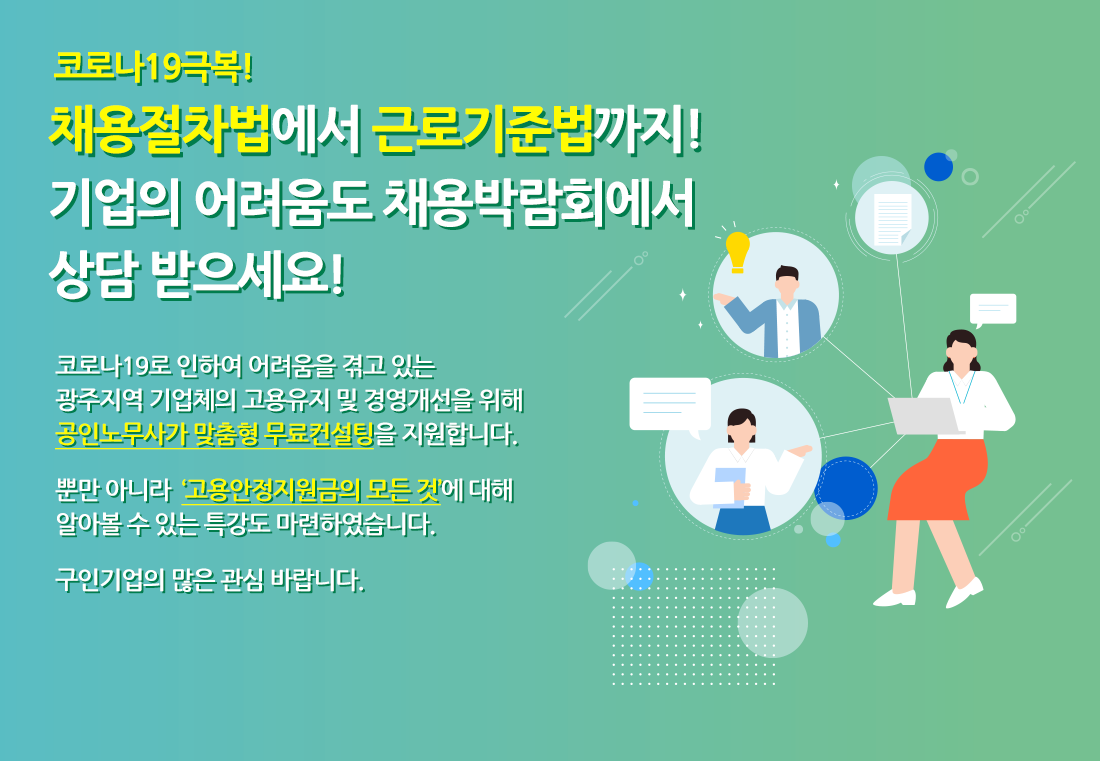 코로나19극복!
채용절차법에서 근로기준법까지!
기업의 어려움도 채용박람회에서
상담 받으세요!
코로나19로 인하여 어려움을 겪고 있는
광주지역 기업체의 고용유지 및 경영개선을 위해
공인노무사가 맞춤형 무료컨설팅을 지원합니다.
뿐만 아니라 ‘고용안정지원금의 모든 것’에 대해
알아볼 수 있는 특강도 마련하였습니다.
구인기업의 많은 관심 바랍니다.